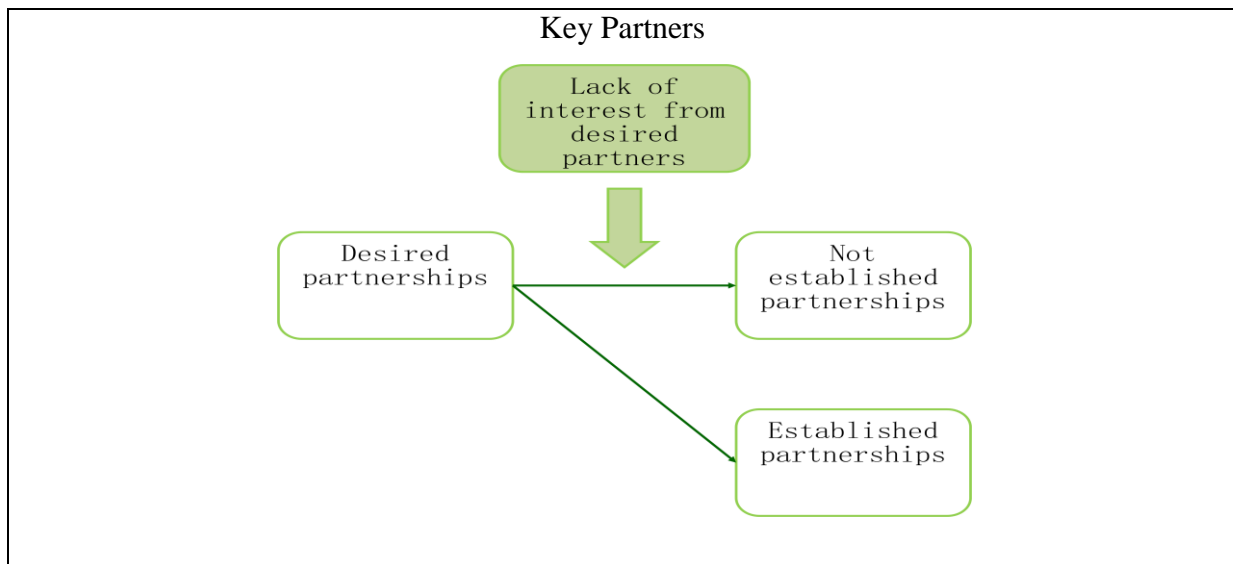 Key Partners
Lack of
interest from
desired
partners
Desired
partnerships
Not
established
partnerships
Established
partnerships